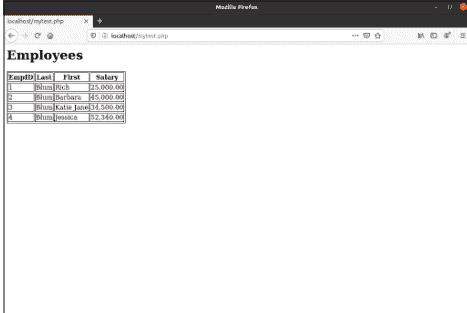 Mozilla Firefox
localhost/mytest.php
localhost/mytest.php
Employees
EmpID Last First Salary
1 Blum Rich 25,000.00
2 Blum Barbara 45,000.00
3 Blum Katie Jane 34,500.00
4 Blum Jessica 52,340.00